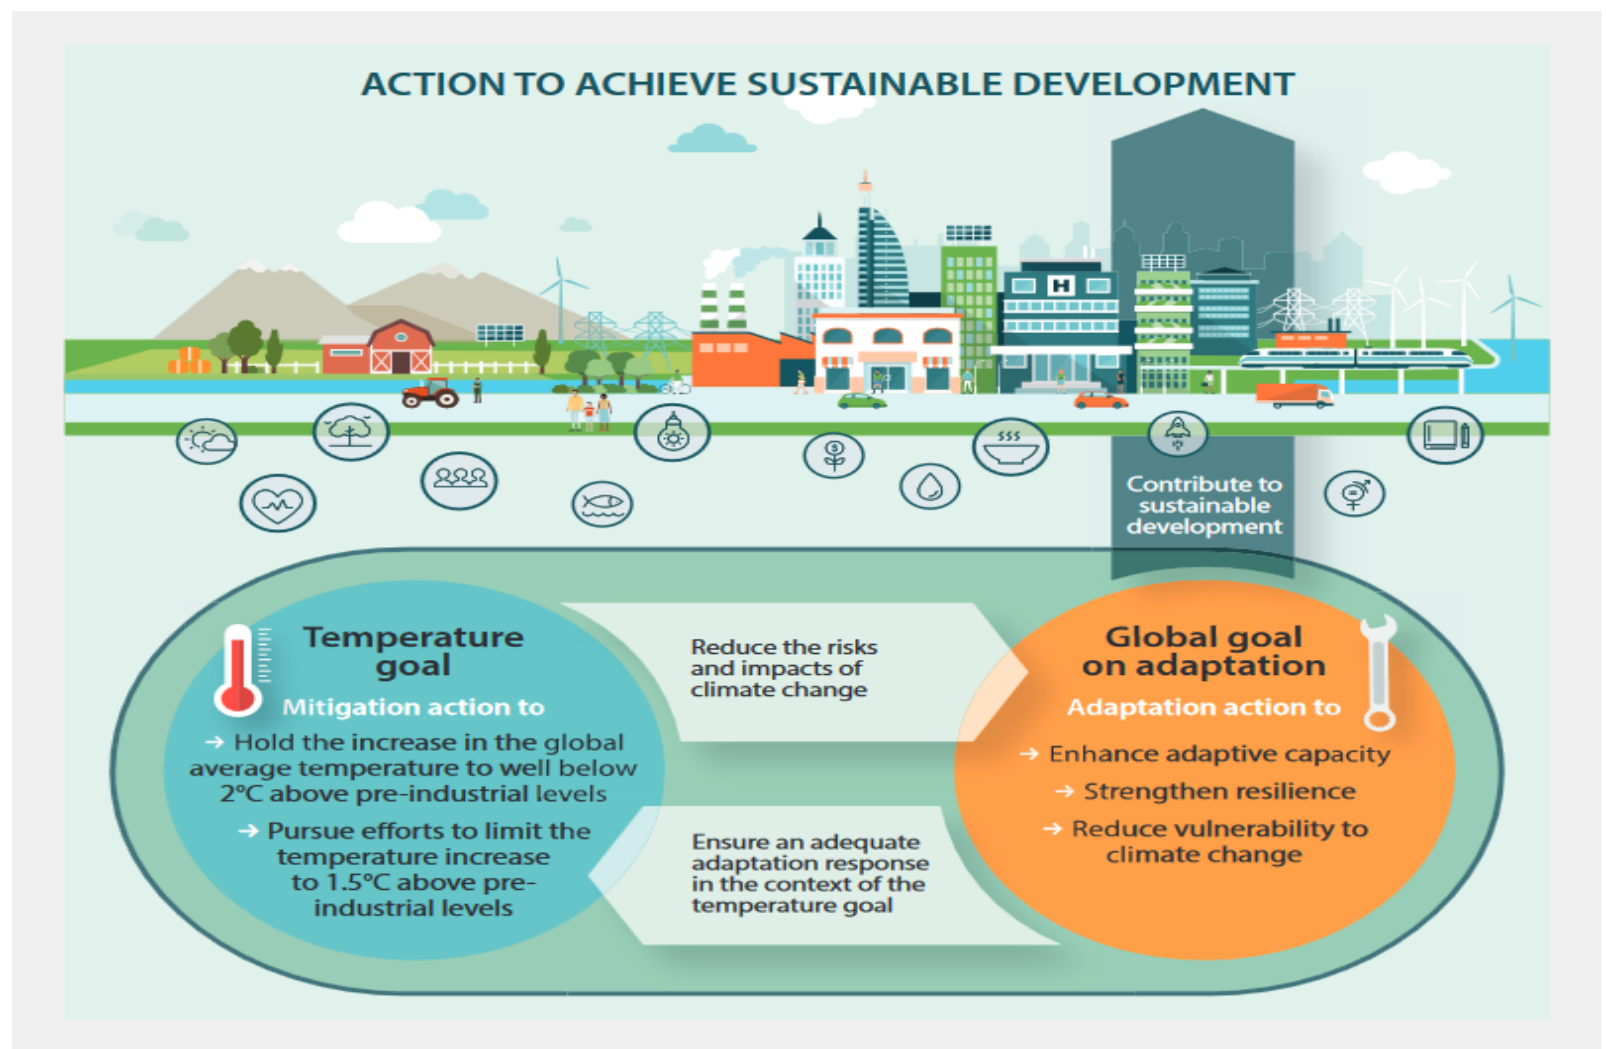 ACTION TO ACHIEVE SUSTAINABLE DEVELOPMENT
H
$
Contribute to
sustainable
development
Temperature
goal
Mitigation action to
→ Hold the increase in the global
average temperature to well below
2°C above pre-industrial levels
→ Pursue efforts to limit the
temperature increase
to 1.5°C above pre-
industrial levels
Reduce the risks
and impacts of
climate change
Ensure an adequate
adaptation response
in the context of the
temperature goal
Global goal
on adaptation
Adaptation action to
→ Enhance adaptive capacity
→ Strengthen resilience
→ Reduce vulnerability to
climate change